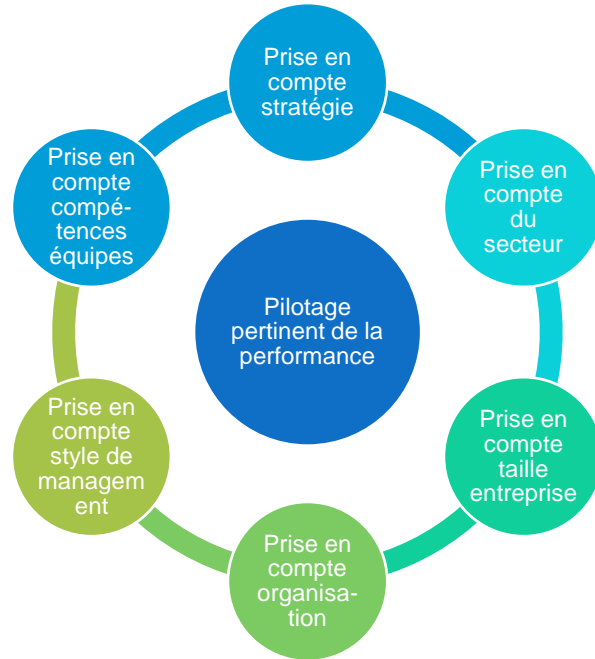 Prise en
compte
stratégie
Prise en
compte
du
secteur
Prise en
compte
taille
entreprise
Prise en
compte
organisa-
tion
Prise en
compte
style de
managem
ent
Prise en
compte
compé-
tences
équipes
Pilotage
pertinent de la
performance